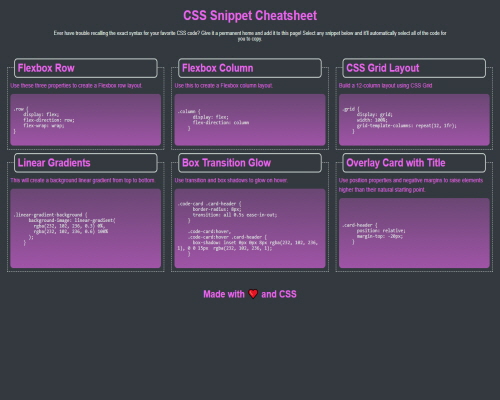 CSS Snippet Cheatsheet
Ever have trouble recalling the exact syntax for your favorite CSS code? Give it a permanent home and add it to this page! Select any snippet below and it'll automatically select all of the code for
you to copy.
Flexbox Row
Use these three properties to create a Flexbox row layout.
.row {
display: flex;
flex-direction: row;
flex-wrap: wrap;
}
Flexbox Column
Use this to create a Flexbox column layout.
.column {
display: flex;
flex-direction: column
}
CSS Grid Layout
Build a 12 column layout using CSS Grid
.grid {
display: grid;
width: 100%;
grid-template-columns: repeat(12, 1fr);
}
Linear Gradients
This will create a background linear gradient from top to bottom.
.linear-gradient-background {
background-image: linear-gradient(
rgba(232, 102, 236, 0.3) 0%,
rgba(232, 102, 236, 0.6) 100%
);
}
Box Transition Glow
Use transition and box shadows to glow on hover.
.code-card .card-header {
border-radius: 8px;
transition: all 0.5s ease-in-out;
}
.code-card:hover,
.code-card:hover .card-header {
box-shadow: inset 0px 0px 8px rgba(232, 102, 236,
1), 0 0 15px rgba(232, 102, 236, 1);
}
Overlay Card with Title
Use position properties and negative margins to raise elements
higher than their natural starting point.
.card-header {
position: relative;
margin-top: -20px;
}
Made with ❤️ and CSS